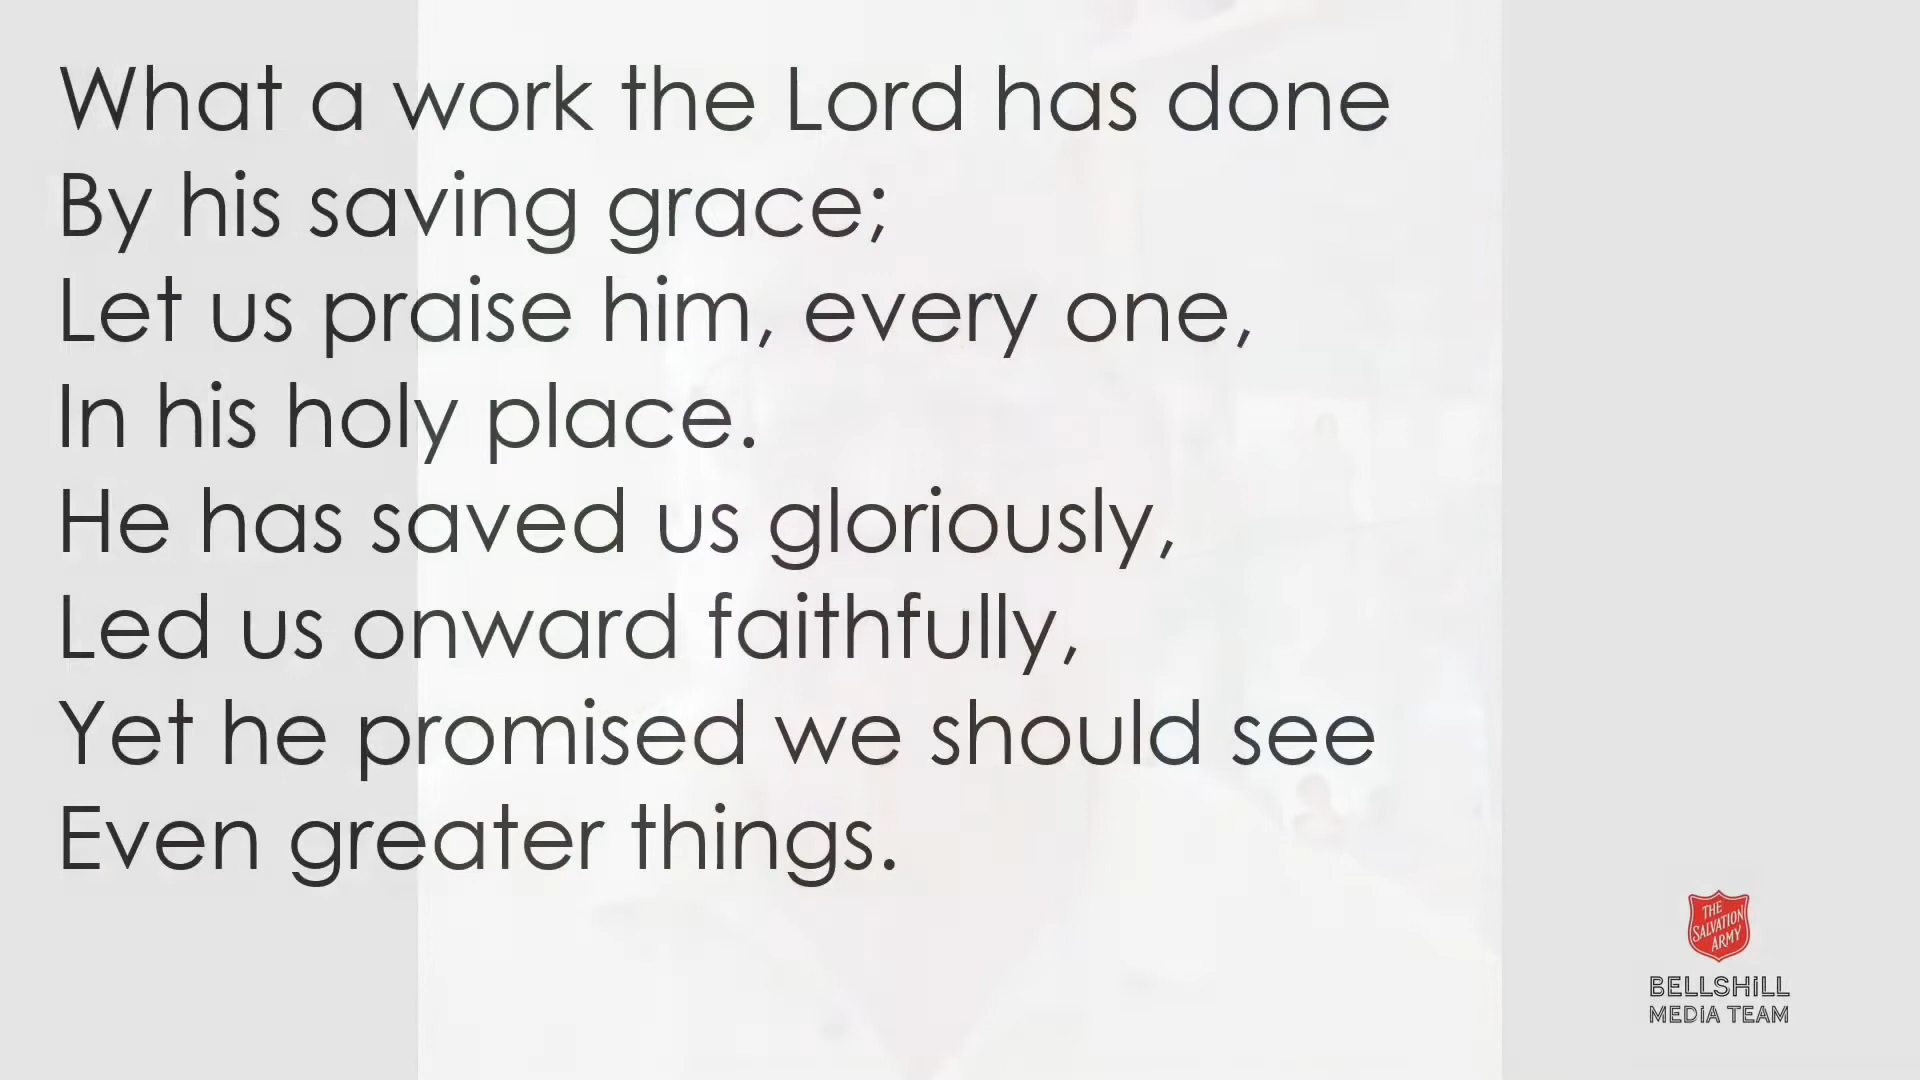 What a work the Lord has done
By his saving grace;
Let us praise him, every one,
In his holy place.
He has saved us gloriously,
Led us onward faithfully,
Yet he promised we should see
Even greater things.
THE
SALVATION
ARMY
BELLSHiLL
MEDiA TEAM